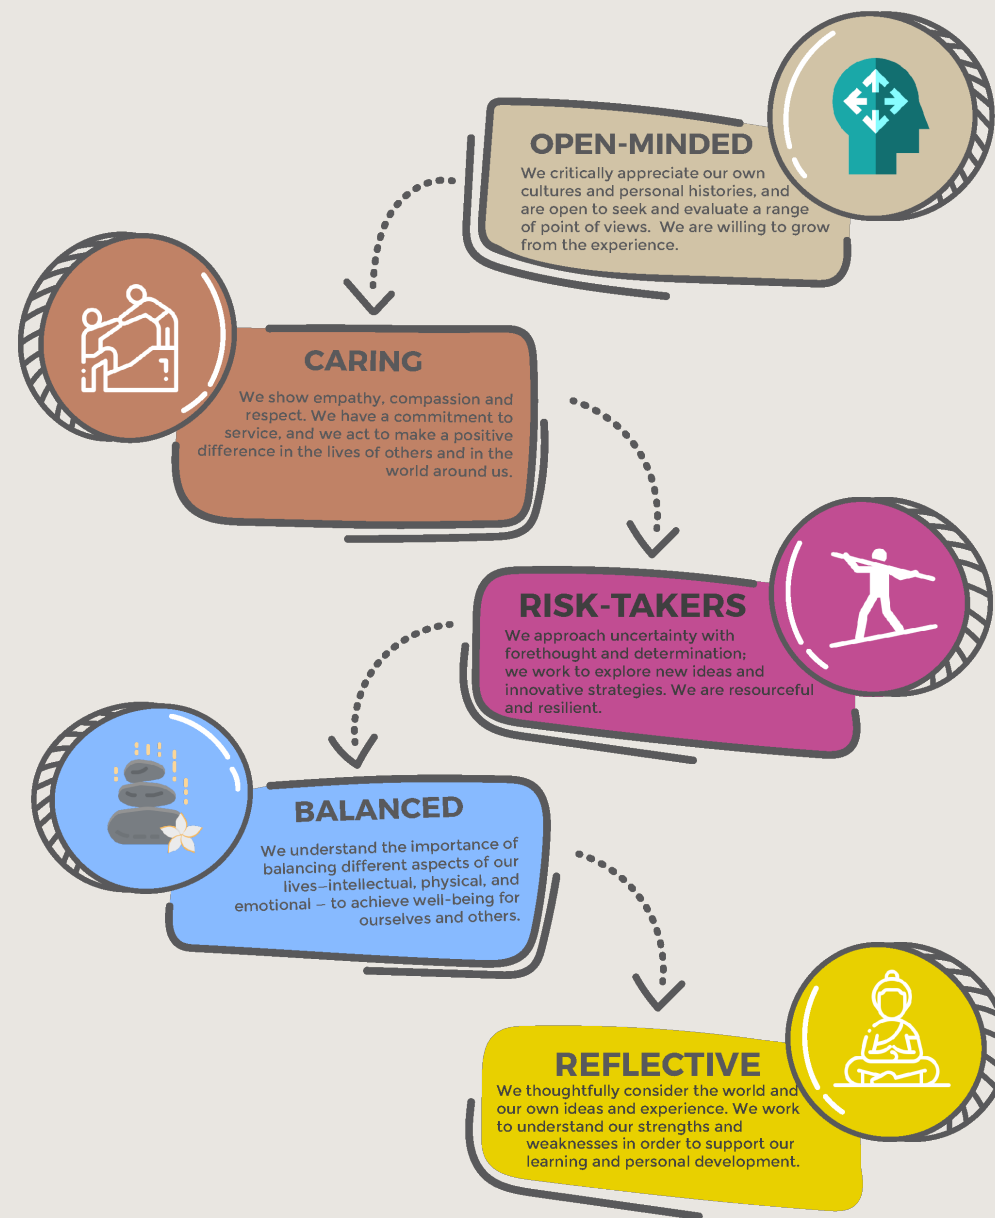 OPEN-MINDED
We critically appreciate our own
cultures and personal histories, and
are open to seek and evaluate a range
of point of views. We are willing to grow
from the experience.
CARING
We show empathy, compassion and
respect. We have a commitment to
service, and we act to make a positive
difference in the lives of others and in the
world around us.
RISK-TAKERS
We approach uncertainty with
forethought and determination;
we work to explore new ideas and
innovative strategies. We are resourceful
and resilient.
BALANCED
We understand the importance of
balancing different aspects of our
lives—intellectual, physical, and
emotional — to achieve well-being for
ourselves and others.
REFLECTIVE
We thoughtfully consider the world and
our own ideas and experience. We work
to understand our strengths and
weaknesses in order to support our
learning and personal development.